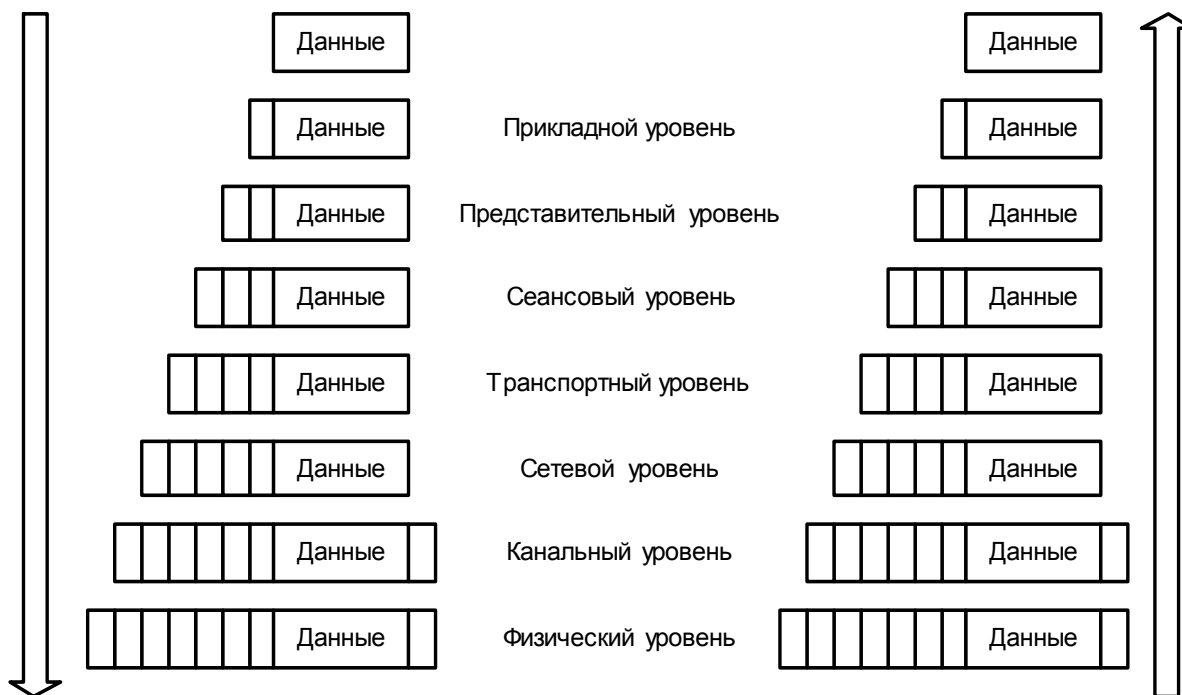 Данные Данные
Данные Прикладной уровень Данные
Данные Представительный уровень Данные
Данные Сеансовый уровень Данные
Данные Транспортный уровень Данные
Данные Сетевой уровень Данные
Данные Канальный уровень Данные
Данные Физический уровень Данные